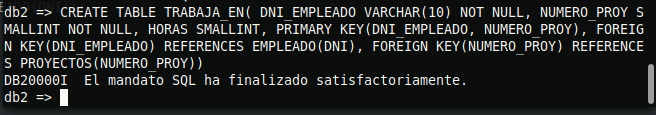 db2 => CREATE TABLE TRABAJA_EN( DNI_EMPLEADO VARCHAR(10) NOT NULL, NUMERO_PROY S
MALLINT NOT NULL, HORAS SMALLINT, PRIMARY KEY(DNI_EMPLEADO, NUMERO_PROY), FOREIG
N KEY(DNI_EMPLEADO) REFERENCES EMPLEADO(DNI), FOREIGN KEY(NUMERO_PROY) REFERENCE
S PROYECTOS(NUMERO_PROY))
DB20000I  El mandato SQL ha finalizado satisfactoriamente.
db2 =>